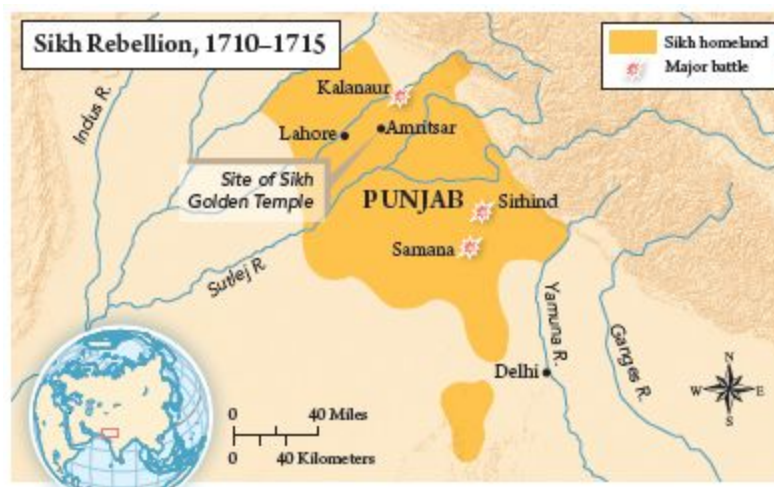 Sikh Rebellion, 1710–1715
Sikh homeland
Major battle
Indus R.
Kalanaur
Lahore
Amritsar
Site of Sikh
Golden Temple
PUNJAB
Sirhind
Samana
Sutlej R.
Yamuna R.
Ganges R.
Delhi
N
W
E
S
0
40 Miles
0
40 Kilometers